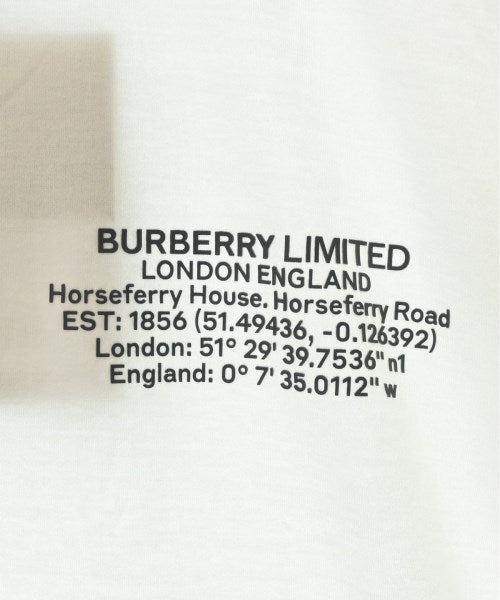 BURBERRY LIMITED
LONDON ENGLAND
Horseferry House. Horseferry Road
EST: 1856 (51.49436, -0.126392)
London: 51° 29' 39.7536" n1
England: 0° 7' 35.0112" w